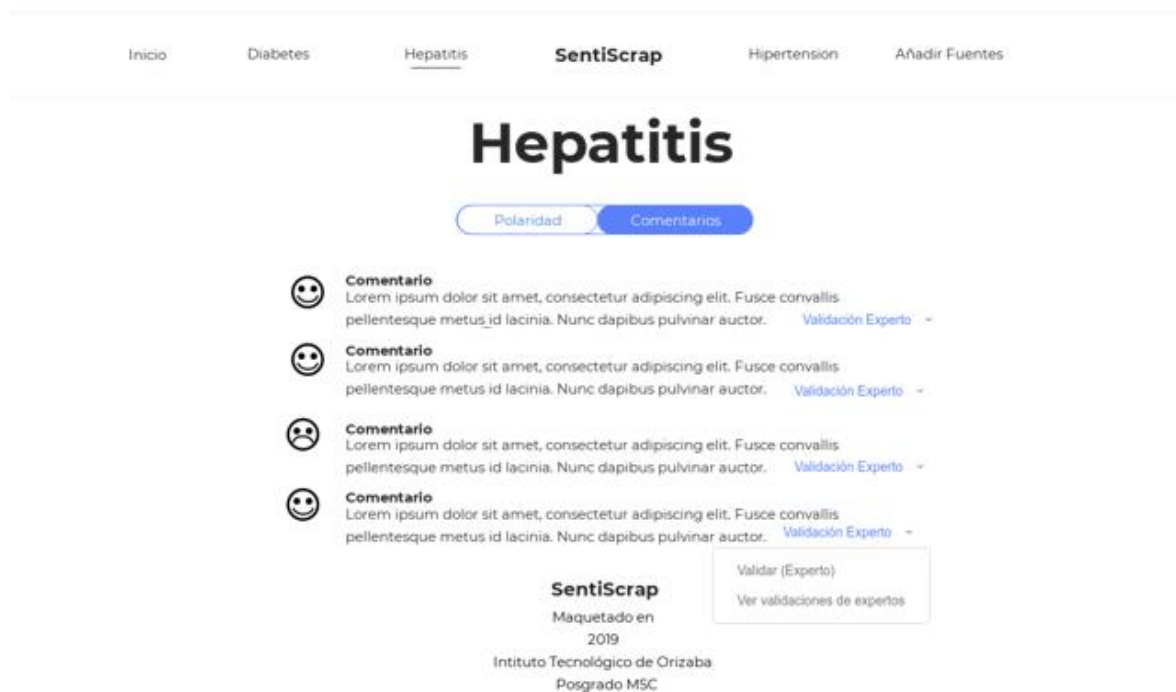 Inicio Diabetes Hepatitis SentiScrap Hipertension Añadir Fuentes
Hepatitis
Polaridad Comentarios
Comentario
Lorem ipsum dolor sit amet, consectetur adipiscing elit. Fusce convallis
pellentesque metus id lacinia. Nunc dapibus pulvinar auctor. Validación Experto
Comentario
Lorem ipsum dolor sit amet, consectetur adipiscing elit. Fusce convallis
pellentesque metus id lacinia. Nunc dapibus pulvinar auctor. Validación Experto
Comentario
Lorem ipsum dolor sit amet, consectetur adipiscing elit. Fusce convallis
pellentesque metus id lacinia. Nunc dapibus pulvinar auctor. Validación Experto
Comentario
Lorem ipsum dolor sit amet, consectetur adipiscing elit. Fusce convallis
pellentesque metus id lacinia. Nunc dapibus pulvinar auctor. Validación Experto
Validar (Experto)
Ver validaciones de expertos
SentiScrap
Maquetado en
2019
Intituto Tecnológico de Orizaba
Posgrado MSC